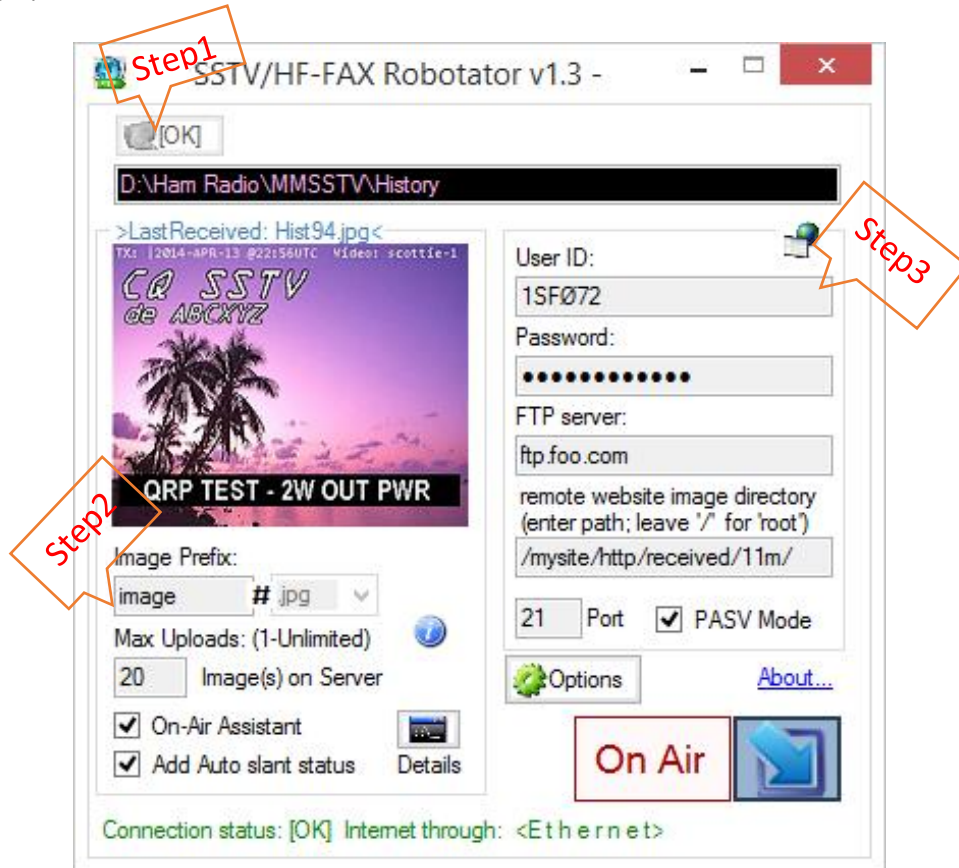 Step1
SSTV/HF-FAX Robotator v1.3 -
[OK]
D:\Ham Radio\MMSSTV\History
>LastReceived: Hist94.jpg<
TX: |2014-APR-13 @22:56UTC Video: scottie-1
CQ SSTV
de ABCXYZ
QRP TEST - 2W OUT PWR
Step2
Image Prefix:
image # .jpg
Max Uploads: (1-Unlimited)
20 Image(s) on Server
On-Air Assistant
Add Auto slant status
Details
Step3
User ID:
1SFØ72
Password:
●●●●●●●●●●●●
FTP server:
ftp.foo.com
remote website image directory
(enter path; leave '/' for 'root')
/mysite/http/received/11m/
21 Port PASV Mode
Options
About...
On Air
Connection status: [OK] Internet through: <Ethernet>